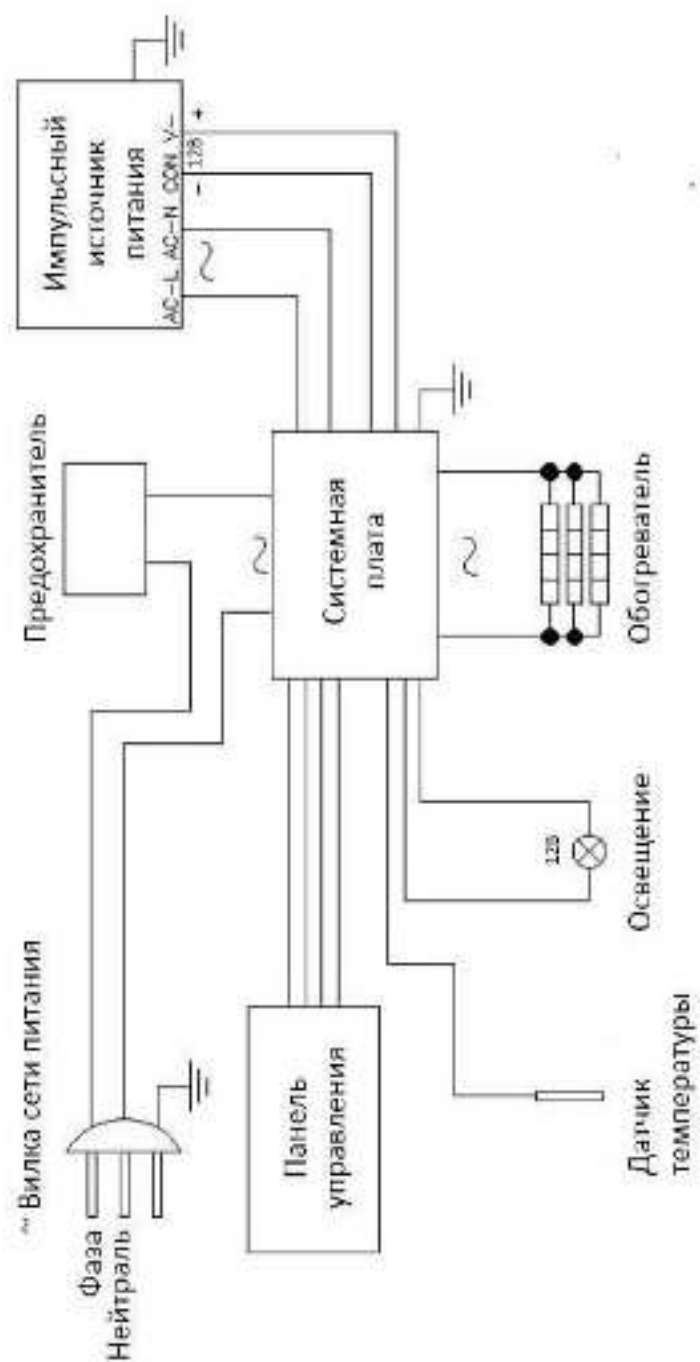 ~ Вилка сети питания
Фаза
Нейтраль
Предохранитель
Импульсный
источник
питания
AC-L AC-N CON V-
~
- 12В +
~
Системная
плата
~
Панель
управления
12В
Датчик
температуры
Освещение
Обогреватель